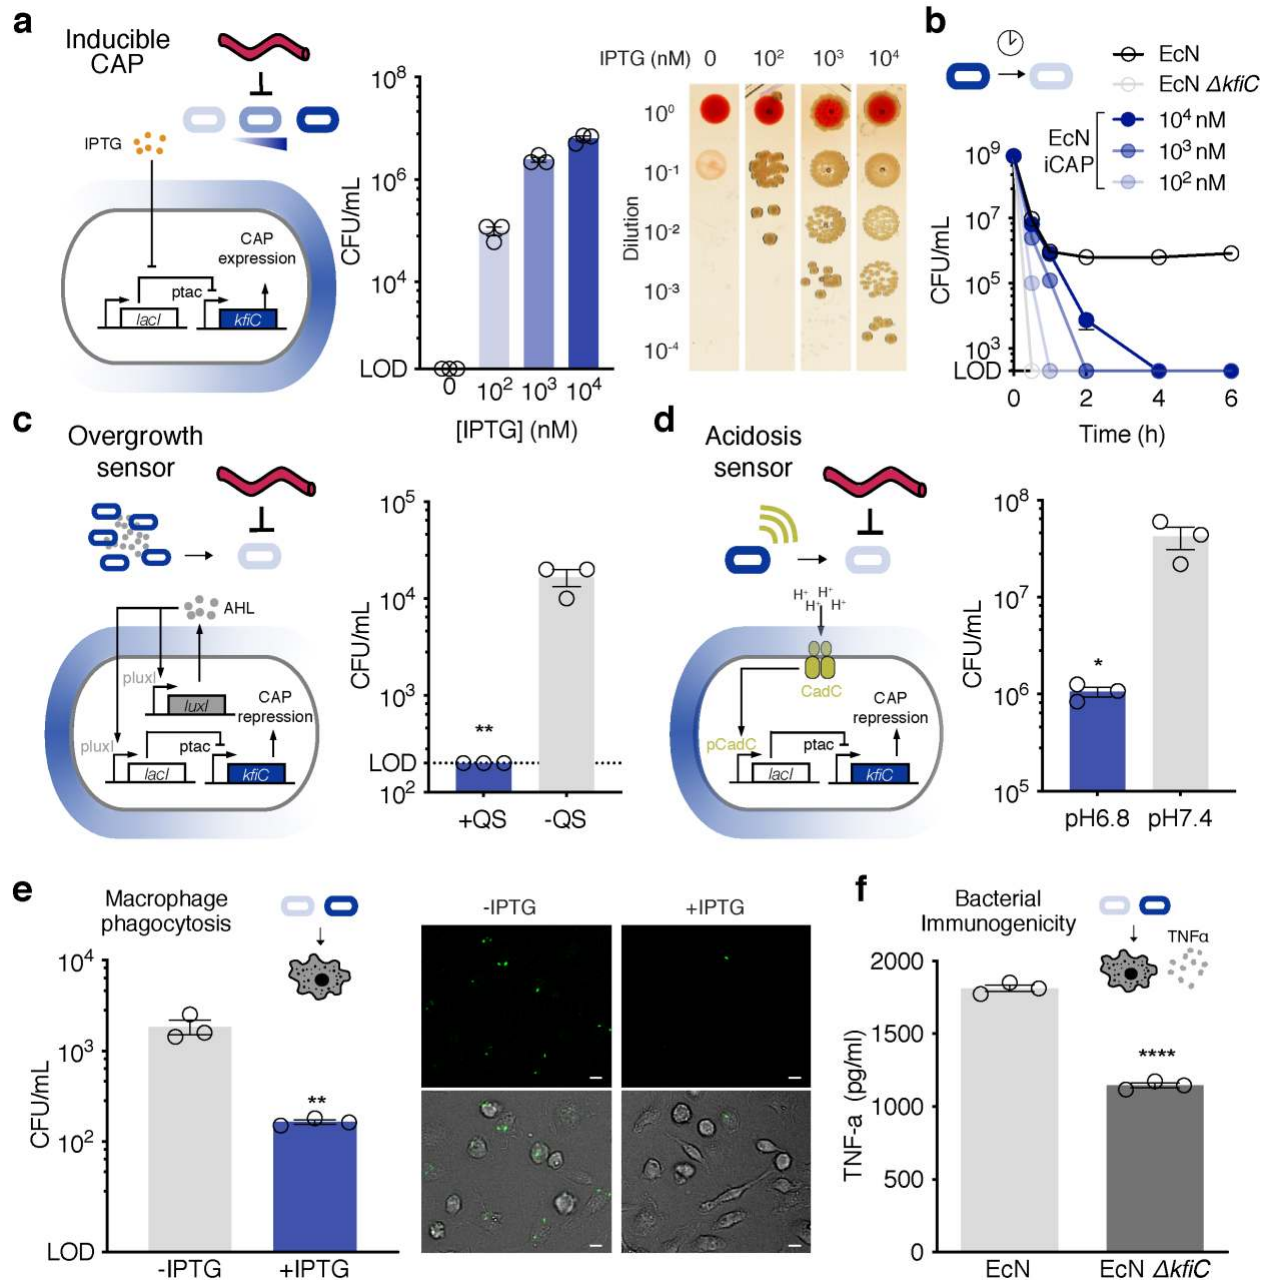 a
Inducible
CAP
IPTG
CAP
expression
ptac
lacI
kfiC
CFU/mL
10⁸
10⁶
10⁴
LOD
0
10²
10³
10⁴
[IPTG] (nM)
IPTG (nM)
0
10²
10³
10⁴
Dilution
10⁰
10⁻¹
10⁻²
10⁻³
10⁻⁴
b
EcN
EcN ΔkfiC
EcN
iCAP
10⁴ nM
10³ nM
10² nM
CFU/mL
10⁹
10⁷
10⁵
10³
LOD
0
2
4
6
Time (h)
c
Overgrowth
sensor
AHL
pluxI
luxI
CAP
repression
pluxI
ptac
lacI
kfiC
CFU/mL
10⁵
10⁴
10³
LOD
10²
**
+QS
-QS
d
Acidosis
sensor
H⁺
H⁺
H⁺
H⁺
CadC
CAP
repression
pCadC
ptac
lacI
kfiC
CFU/mL
10⁸
10⁷
10⁶
10⁵
*
pH6.8
pH7.4
e
Macrophage
phagocytosis
CFU/mL
10⁴
10³
10²
LOD
**
-IPTG
+IPTG
-IPTG
+IPTG
f
Bacterial
Immunogenicity
TNFα
TNF-a (pg/ml)
2000
1500
1000
500
0
****
EcN
EcN ΔkfiC